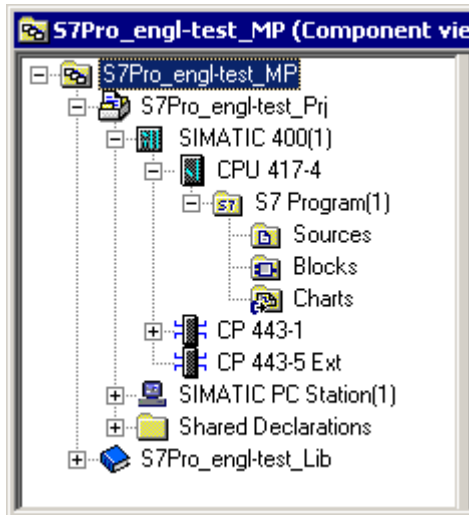 S7Pro_engl-test_MP (Component vie
S7Pro_engl-test_MP
S7Pro_engl-test_Prj
SIMATIC 400(1)
CPU 417-4
S7 Program(1)
Sources
Blocks
Charts
CP 443-1
CP 443-5 Ext
SIMATIC PC Station(1)
Shared Declarations
S7Pro_engl-test_Lib